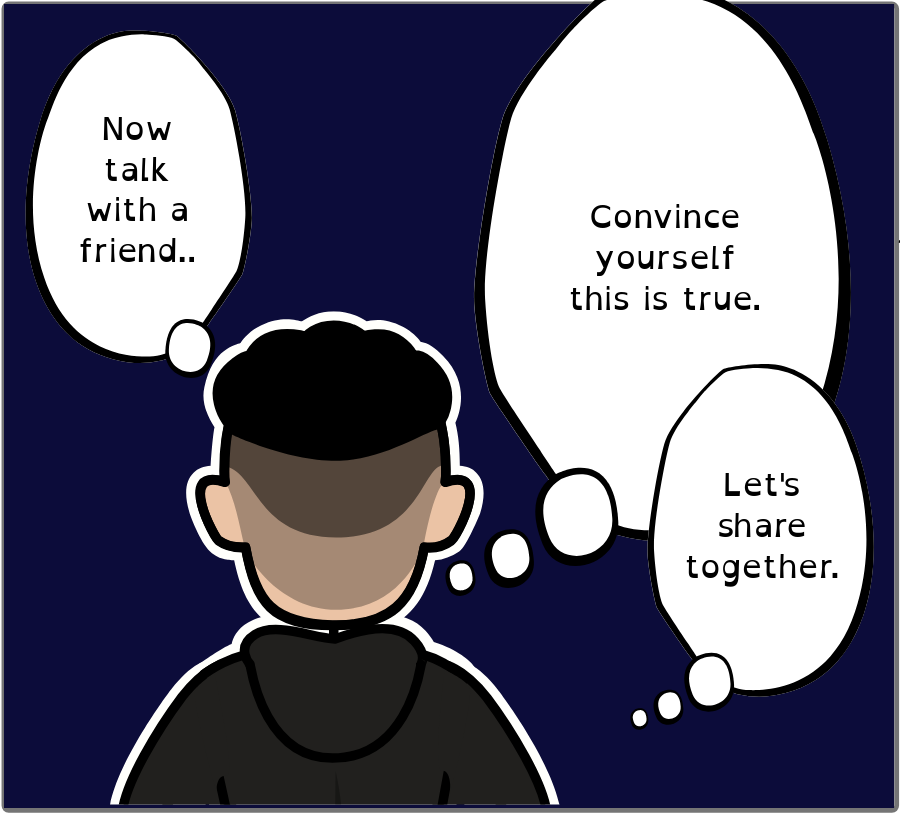 Now
talk
with a
friend..
Convince
yourself
this is true.
Let's
share
together.